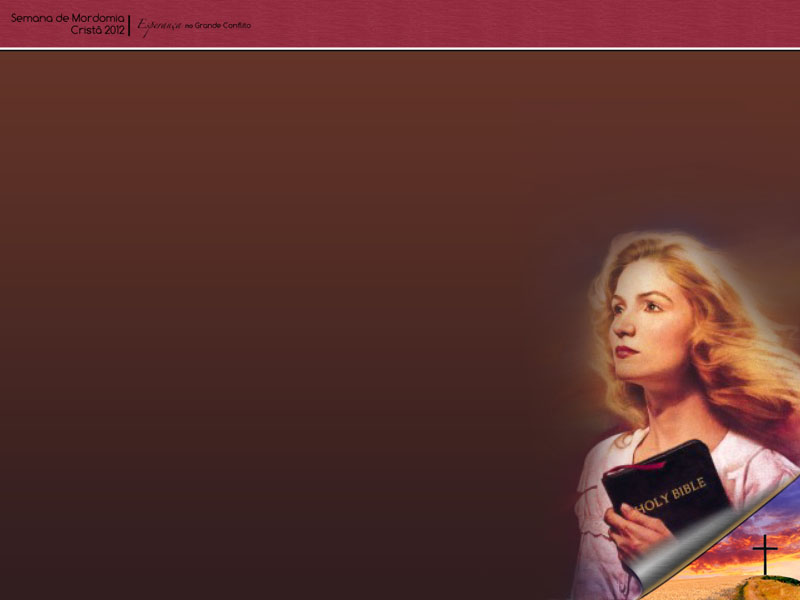 Semana de Mordomia
Cristã 2012
Esperança no Grande Conflito
HOLY BIBLE